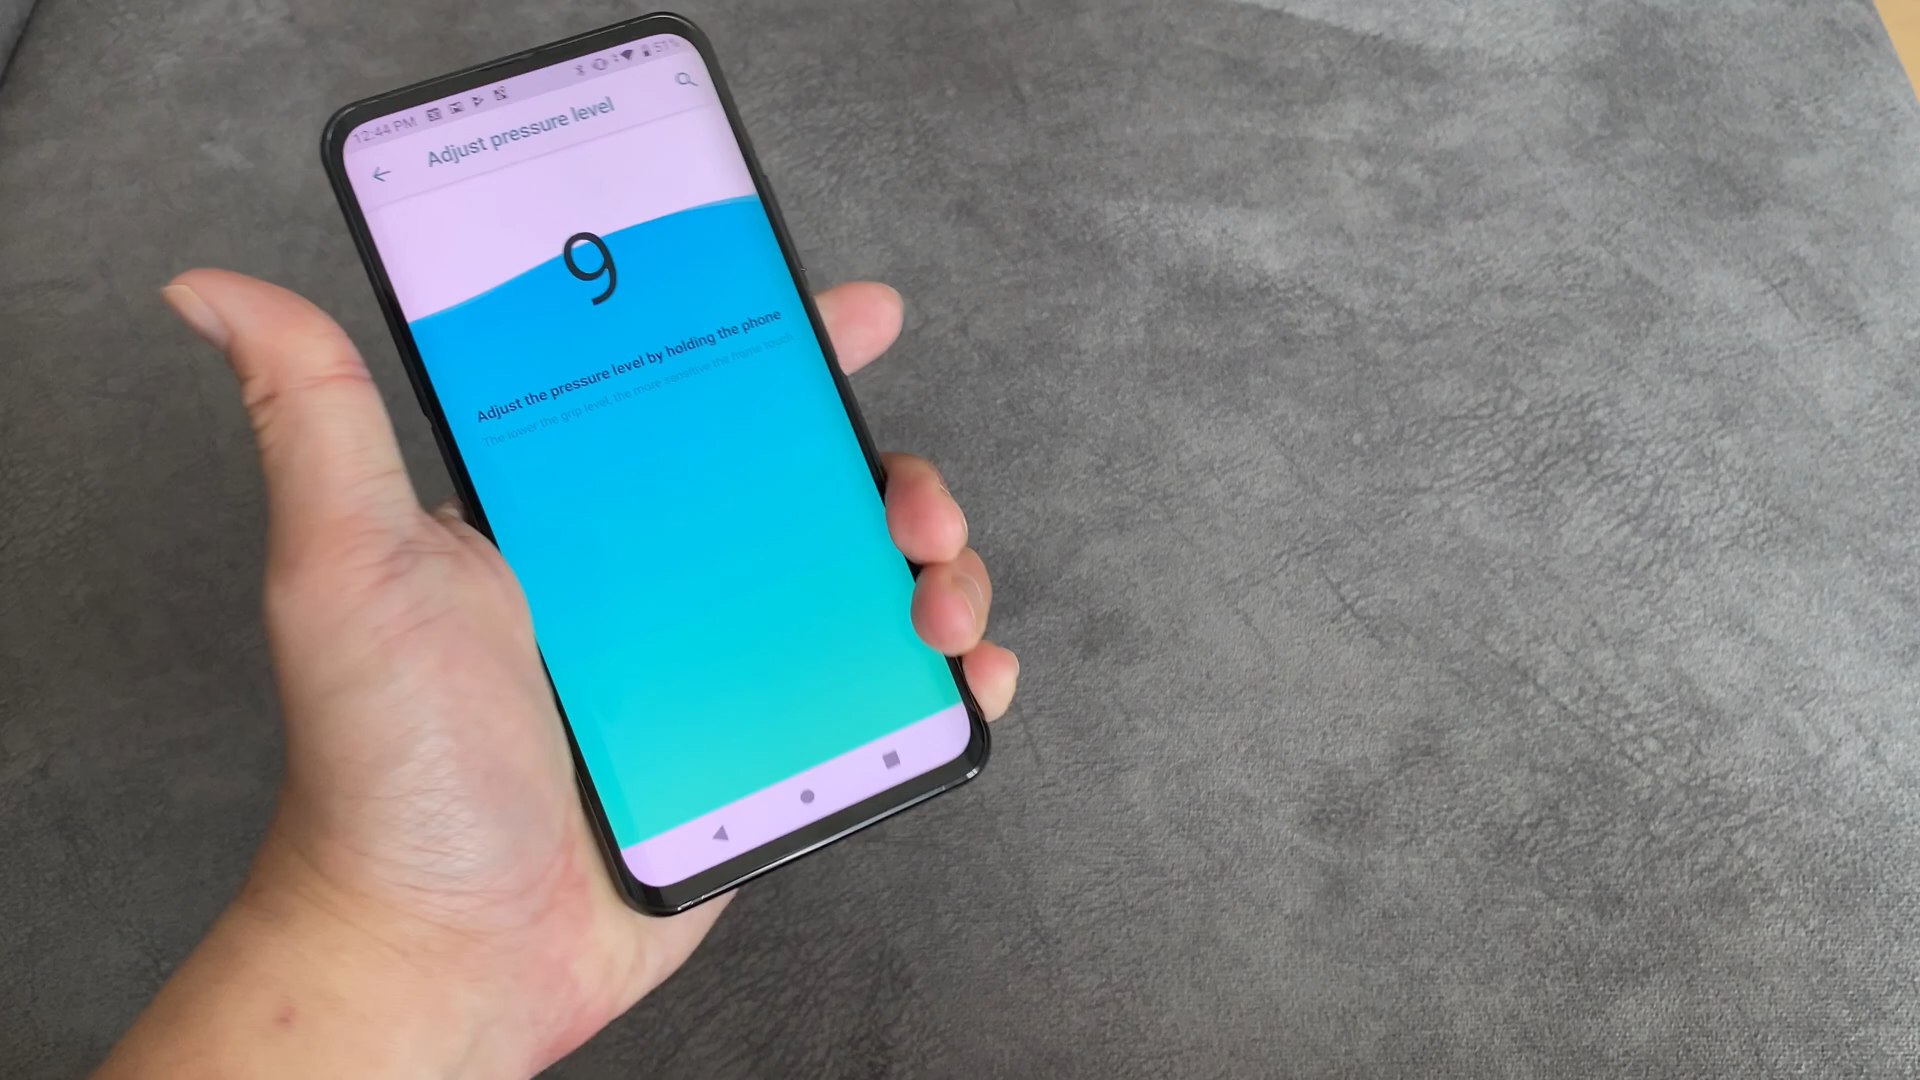 12:44 PM 51%
Adjust pressure level
9
Adjust the pressure level by holding the phone
The lower the grip level, the more sensitive the frame touch